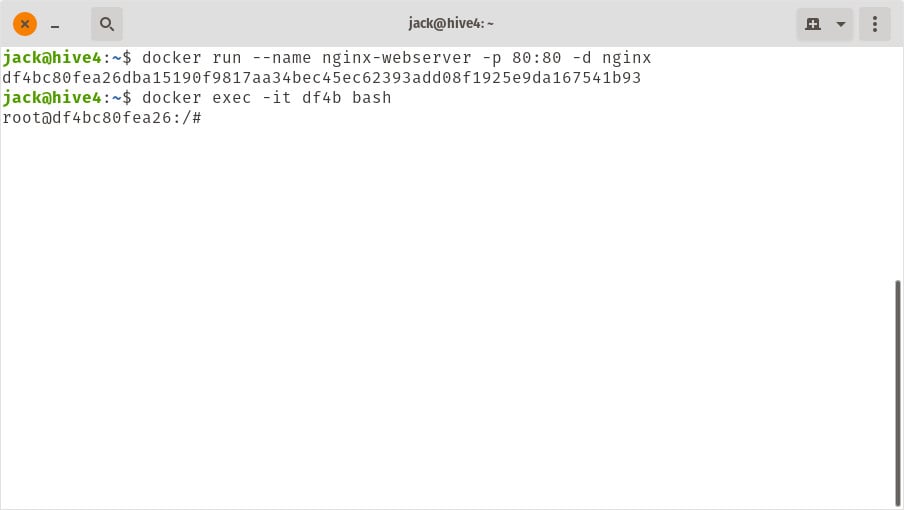 jack@hive4: ~
jack@hive4:~$ docker run --name nginx-webserver -p 80:80 -d nginx
df4bc80fea26dba15190f9817aa34bec45ec62393add08f1925e9da167541b93
jack@hive4:~$ docker exec -it df4b bash
root@df4bc80fea26:/#